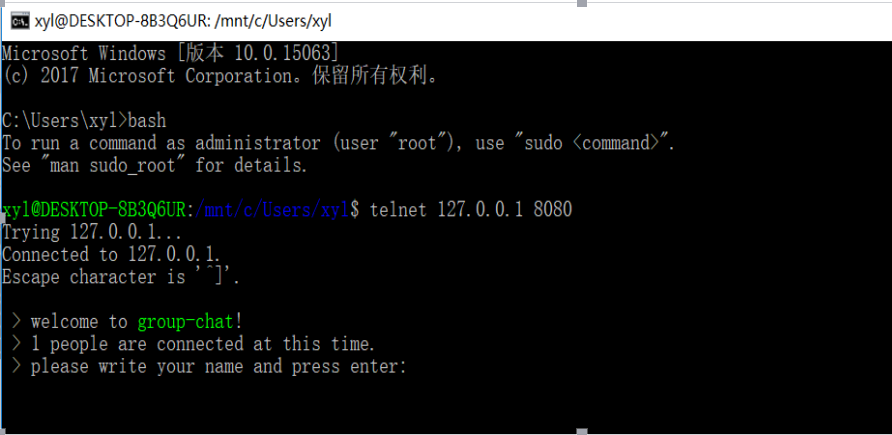 xyl@DESKTOP-8B3Q6UR: /mnt/c/Users/xyl
Microsoft Windows [版本 10.0.15063]
(c) 2017 Microsoft Corporation。保留所有权利。
C:\Users\xyl>bash
To run a command as administrator (user "root"), use "sudo <command>".
See "man sudo_root" for details.
xyl@DESKTOP-8B3Q6UR:/mnt/c/Users/xyl$ telnet 127.0.0.1 8080
Trying 127.0.0.1...
Connected to 127.0.0.1.
Escape character is '^]'.
> welcome to group-chat!
> 1 people are connected at this time.
> please write your name and press enter: